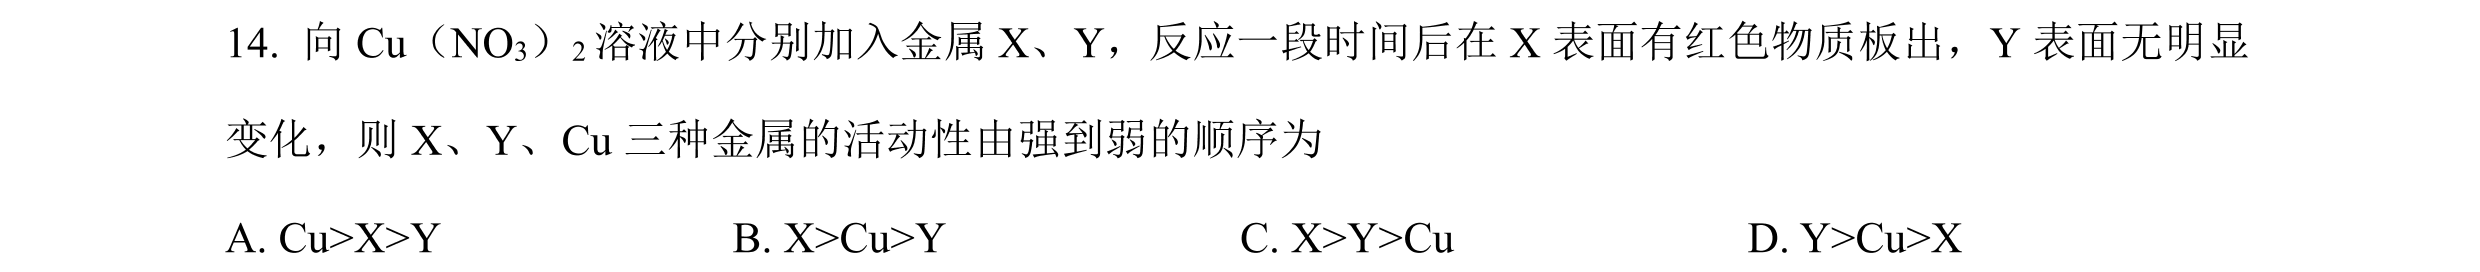 14. 向 Cu（NO₃）₂溶液中分别加入金属 X、Y，反应一段时间后在 X 表面有红色物质板出，Y 表面无明显
变化，则 X、Y、Cu 三种金属的活动性由强到弱的顺序为
A. Cu>X>Y B. X>Cu>Y C. X>Y>Cu D. Y>Cu>X